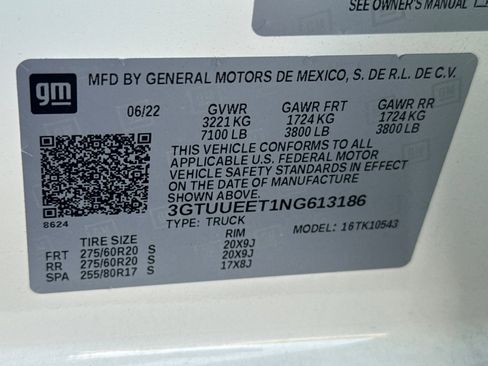 SEE OWNER'S MANUAL
gm
MFD BY GENERAL MOTORS DE MEXICO, S. DE R.L. DE C.V.
06/22 GVWR GAWR FRT GAWR RR
3221 KG 1724 KG 1724 KG
7100 LB 3800 LB 3800 LB
THIS VEHICLE CONFORMS TO ALL
APPLICABLE U.S. FEDERAL MOTOR
VEHICLE SAFETY STANDARDS IN EFFECT
ON THE DATE OF MANUFACTURE
SHOWN ABOVE.
3GTUUEET1NG613186
8624 TYPE: TRUCK MODEL: 16TK10543
TIRE SIZE RIM
FRT 275/60R20 S 20X9J
RR 275/60R20 S 20X9J
SPA 255/80R17 S 17X8J